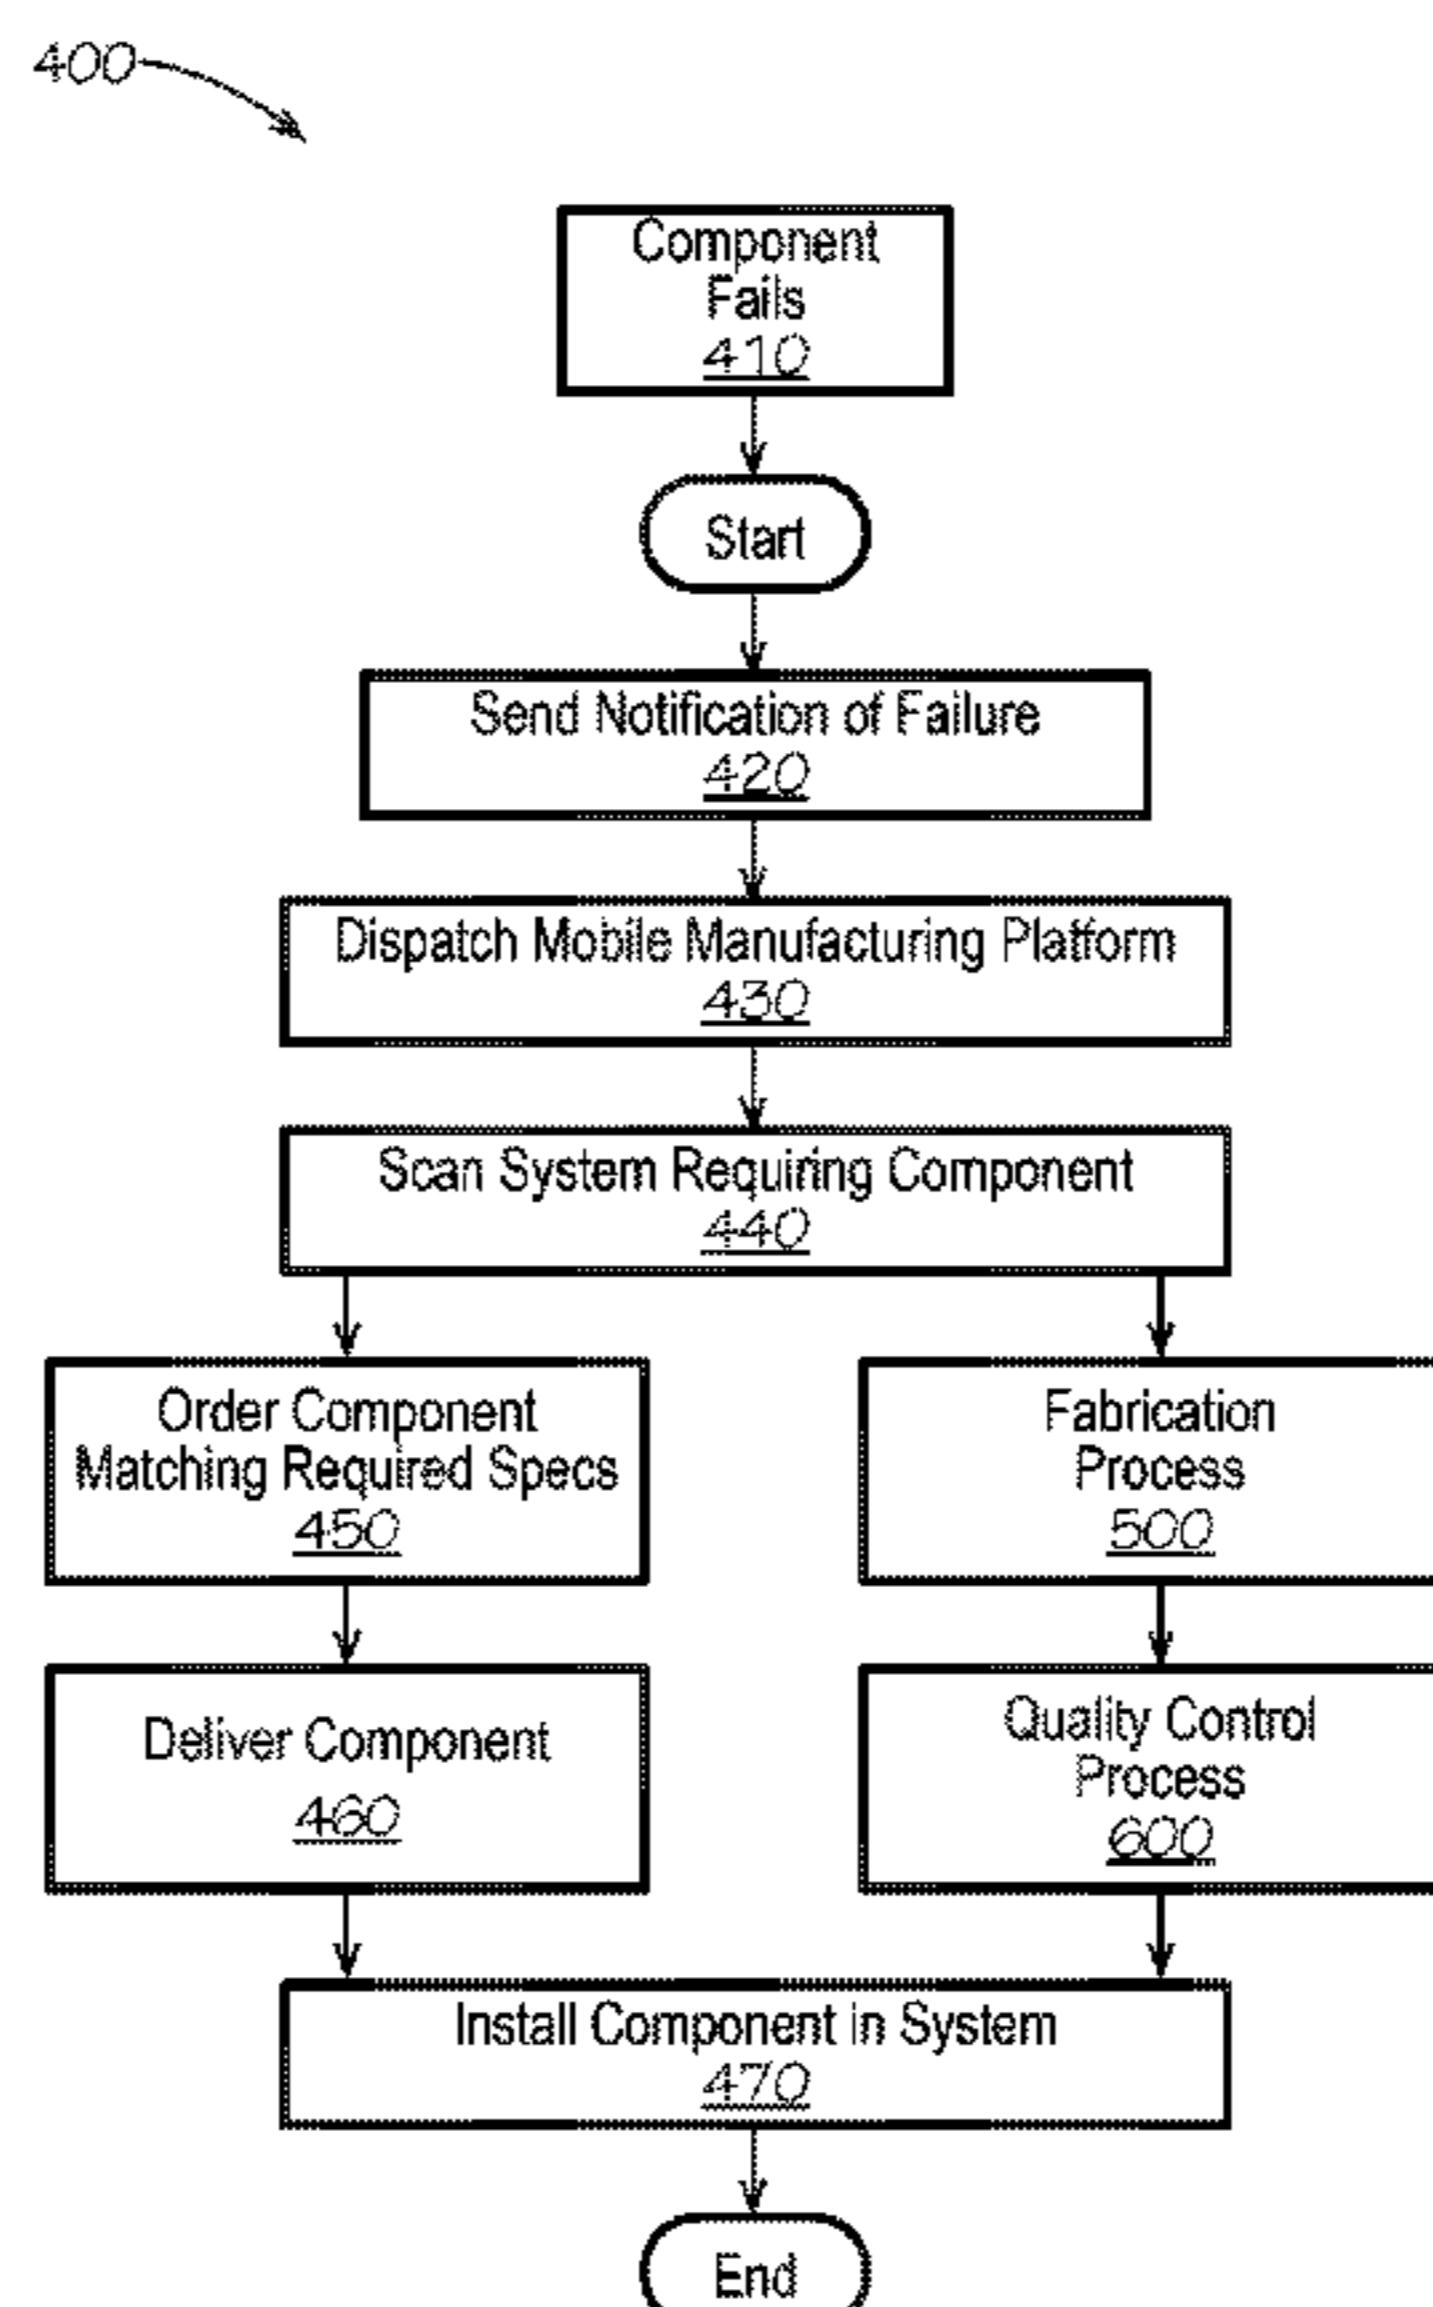 400
Component
Fails
410
Start
Send Notification of Failure
420
Dispatch Mobile Manufacturing Platform
430
Scan System Requiring Component
440
Order Component
Matching Required Specs
450
Fabrication
Process
500
Deliver Component
460
Quality Control
Process
600
Install Component in System
470
End